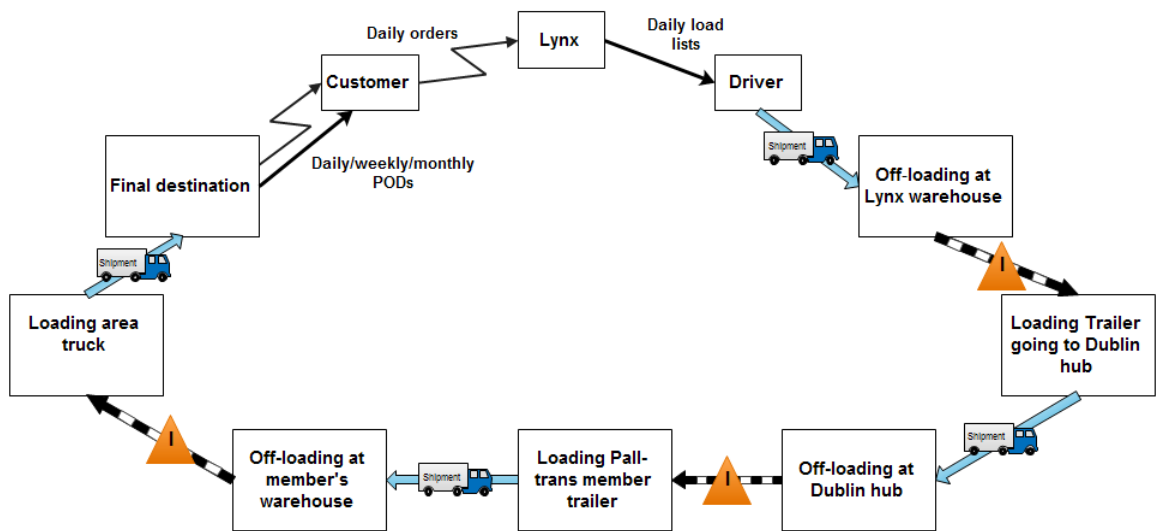 Daily orders
Lynx
Daily load
lists
Customer
Driver
Shipment
Final destination
Daily/weekly/monthly
PODs
Off-loading at
Lynx warehouse
Shipment
I
Loading area
truck
Loading Trailer
going to Dublin
hub
I
Off-loading at
member's
warehouse
Shipment
Loading Pall-
trans member
trailer
I
Off-loading at
Dublin hub
Shipment